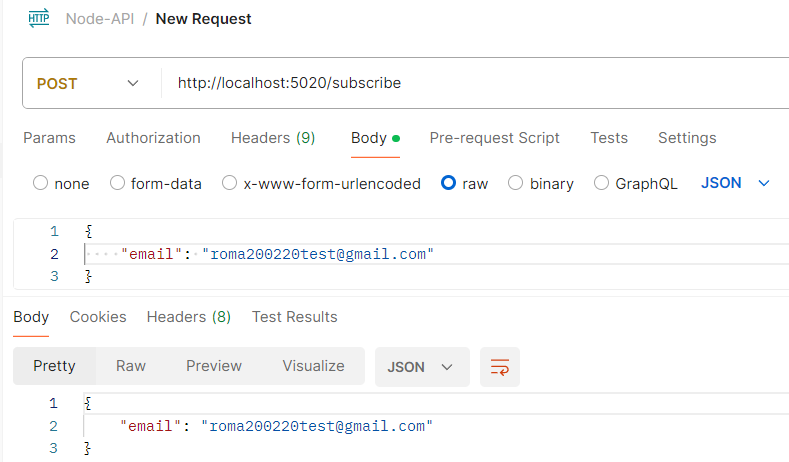 HTTP Node-API / New Request
POST http://localhost:5020/subscribe
Params Authorization Headers (9) Body Pre-request Script Tests Settings
none form-data x-www-form-urlencoded raw binary GraphQL JSON
1 {
2 "email": "roma200220test@gmail.com"
3 }
Body Cookies Headers (8) Test Results
Pretty Raw Preview Visualize JSON
1 {
2 "email": "roma200220test@gmail.com"
3 }